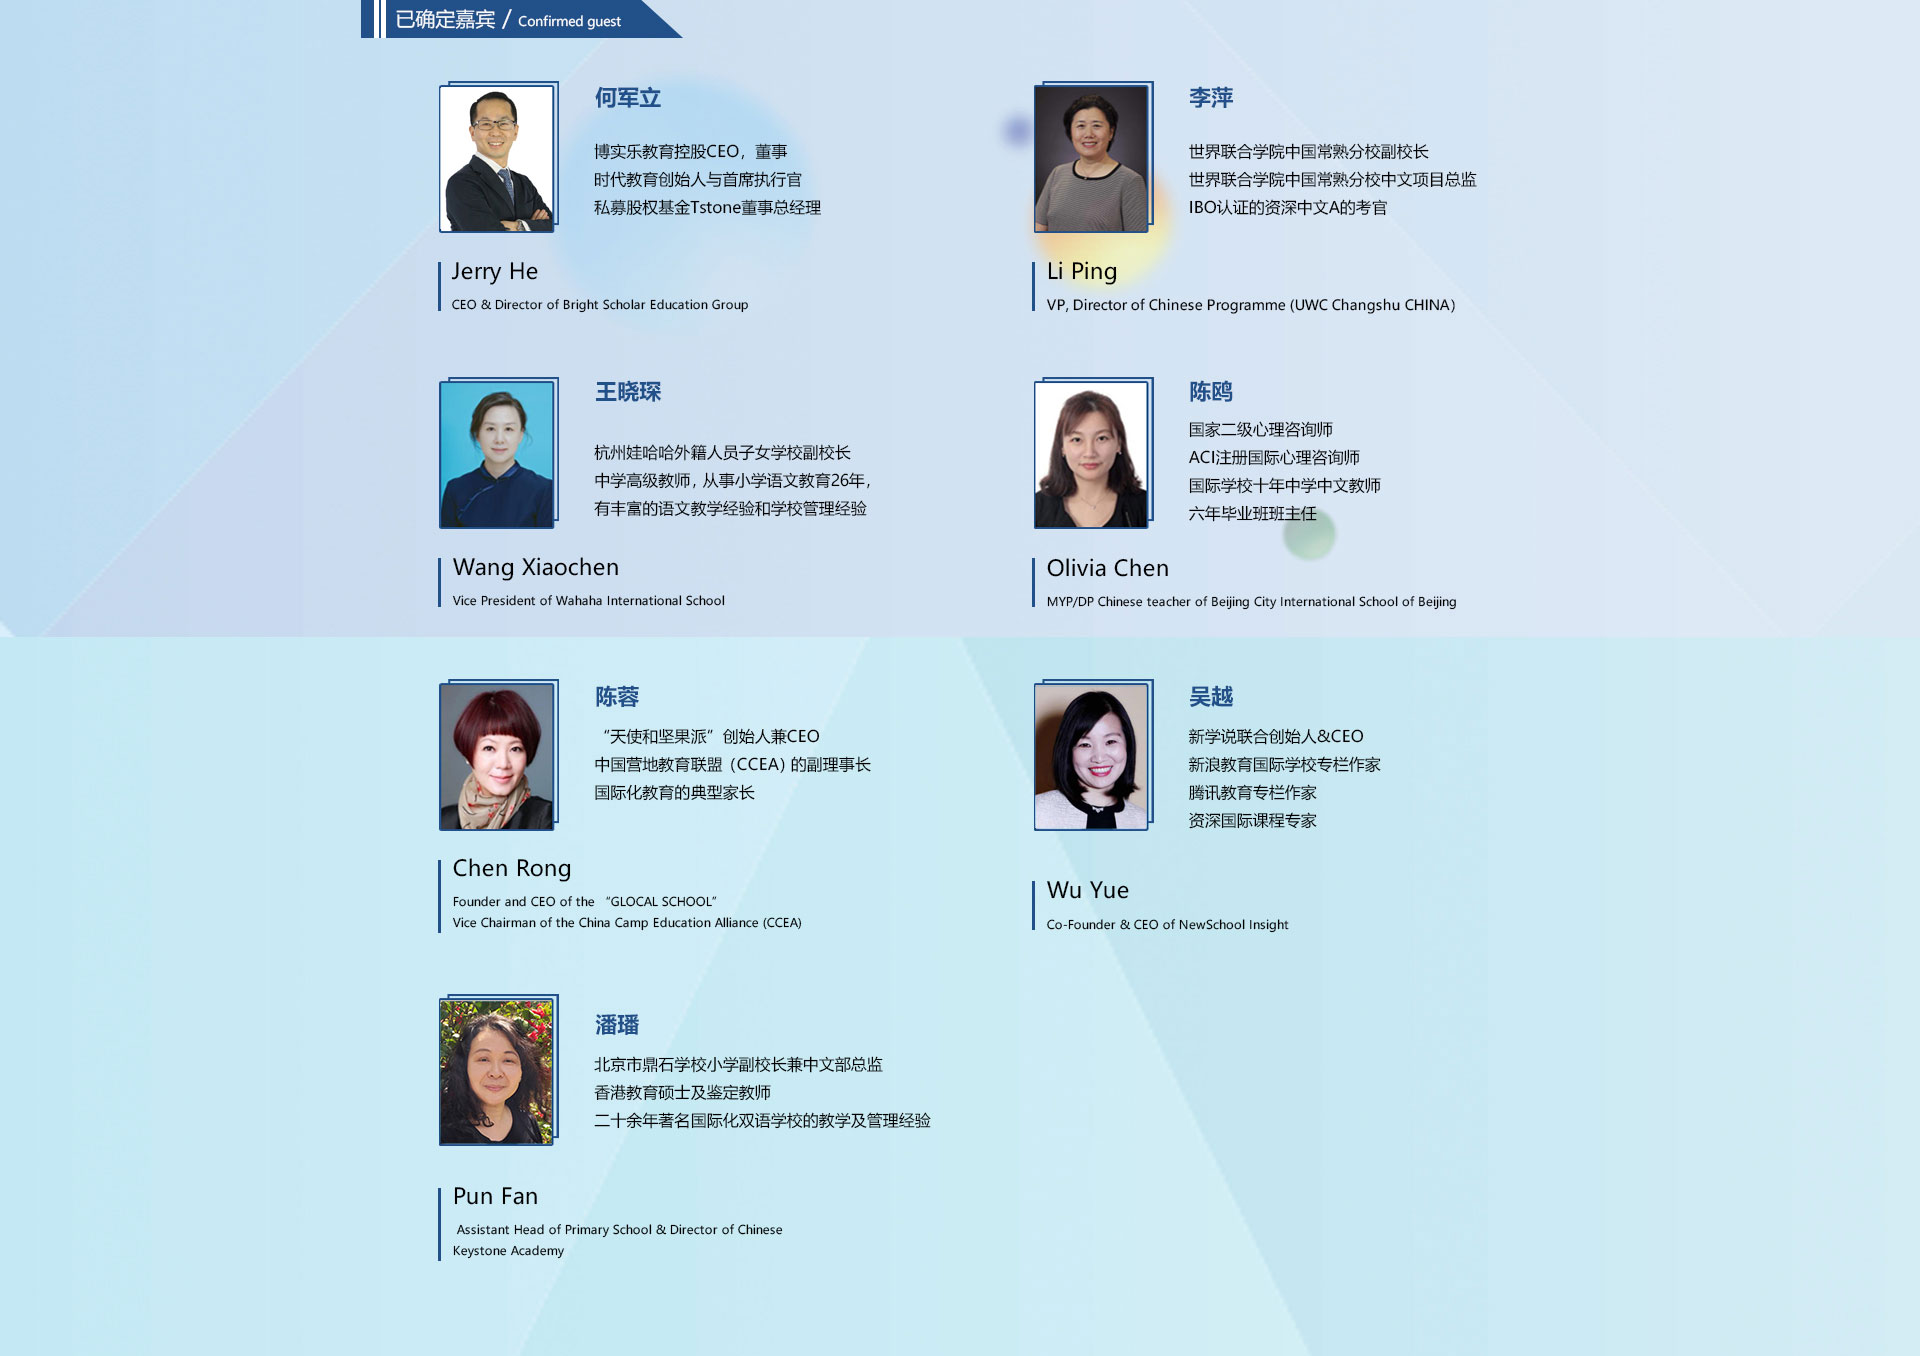 已确定嘉宾 / Confirmed guest
何军立
博实乐教育控股CEO，董事
时代教育创始人与首席执行官
私募股权基金Tstone董事总经理
Jerry He
CEO & Director of Bright Scholar Education Group
李萍
世界联合学院中国常熟分校副校长
世界联合学院中国常熟分校中文项目总监
IBO认证的资深中文A的考官
Li Ping
VP, Director of Chinese Programme (UWC Changshu CHINA)
王晓琛
杭州娃哈哈外籍人员子女学校副校长
中学高级教师，从事小学语文教育26年，
有丰富的语文教学经验和学校管理经验
Wang Xiaochen
Vice President of Wahaha International School
陈鸥
国家二级心理咨询师
ACI注册国际心理咨询师
国际学校十年中学中文教师
六年毕业班班主任
Olivia Chen
MYP/DP Chinese teacher of Beijing City International School of Beijing
陈蓉
“天使和坚果派”创始人兼CEO
中国营地教育联盟（CCEA）的副理事长
国际化教育的典型家长
Chen Rong
Founder and CEO of the “GLOCAL SCHOOL”
Vice Chairman of the China Camp Education Alliance (CCEA)
吴越
新学说联合创始人&CEO
新浪教育国际学校专栏作家
腾讯教育专栏作家
资深国际课程专家
Wu Yue
Co-Founder & CEO of NewSchool Insight
潘璠
北京市鼎石学校小学副校长兼中文部总监
香港教育硕士及鉴定教师
二十余年著名国际化双语学校的教学及管理经验
Pun Fan
Assistant Head of Primary School & Director of Chinese
Keystone Academy